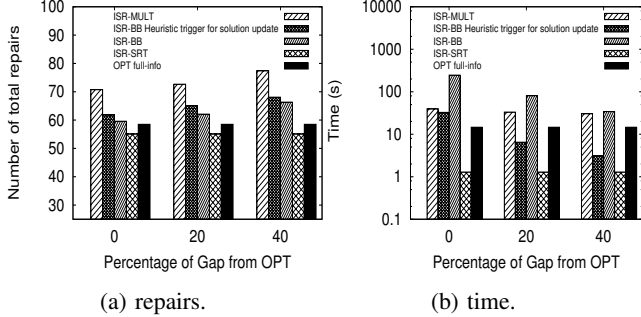 ISR-MULT
ISR-BB Heuristic trigger for solution update
ISR-BB
ISR-SRT
OPT full-info
100
90
80
70
60
50
40
30
Number of total repairs
0 20 40
Percentage of Gap from OPT
(a) repairs.
ISR-MULT
ISR-BB Heuristic trigger for solution update
ISR-BB
ISR-SRT
OPT full-info
10000
1000
100
10
1
0.1
Time (s)
0 20 40
Percentage of Gap from OPT
(b) time.